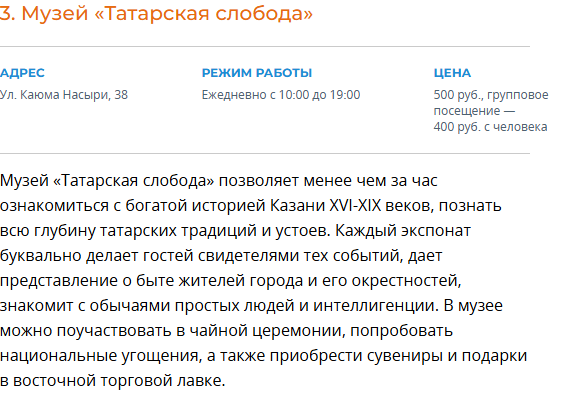 3. Музей «Татарская слобода»
АДРЕС
Ул. Каюма Насыри, 38
РЕЖИМ РАБОТЫ
Ежедневно с 10:00 до 19:00
ЦЕНА
500 руб., групповое
посещение —
400 руб. с человека
Музей «Татарская слобода» позволяет менее чем за час
ознакомиться с богатой историей Казани XVI-XIX веков, познать
всю глубину татарских традиций и устоев. Каждый экспонат
буквально делает гостей свидетелями тех событий, дает
представление о быте жителей города и его окрестностей,
знакомит с обычаями простых людей и интеллигенции. В музее
можно поучаствовать в чайной церемонии, попробовать
национальные угощения, а также приобрести сувениры и подарки
в восточной торговой лавке.